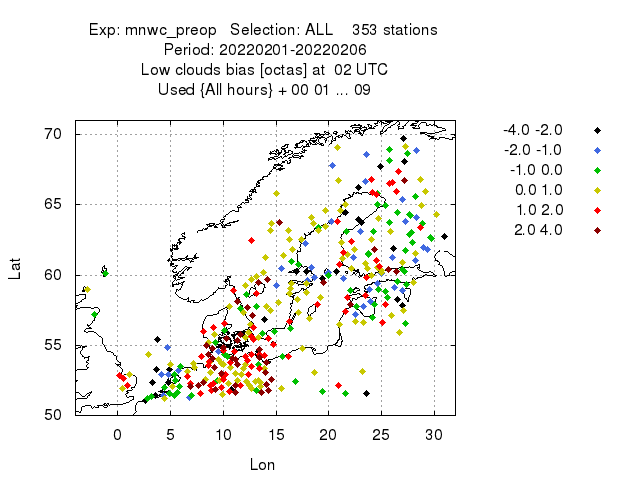 Exp: mnwc_preop   Selection: ALL    353 stations
Period: 20220201-20220206
Low clouds bias [octas] at  02 UTC
Used {All hours} + 00 01 ... 09
70
65
60
55
50
0 5 10 15 20 25 30
Lat
Lon
-4.0 -2.0
-2.0 -1.0
-1.0 0.0
0.0 1.0
1.0 2.0
2.0 4.0